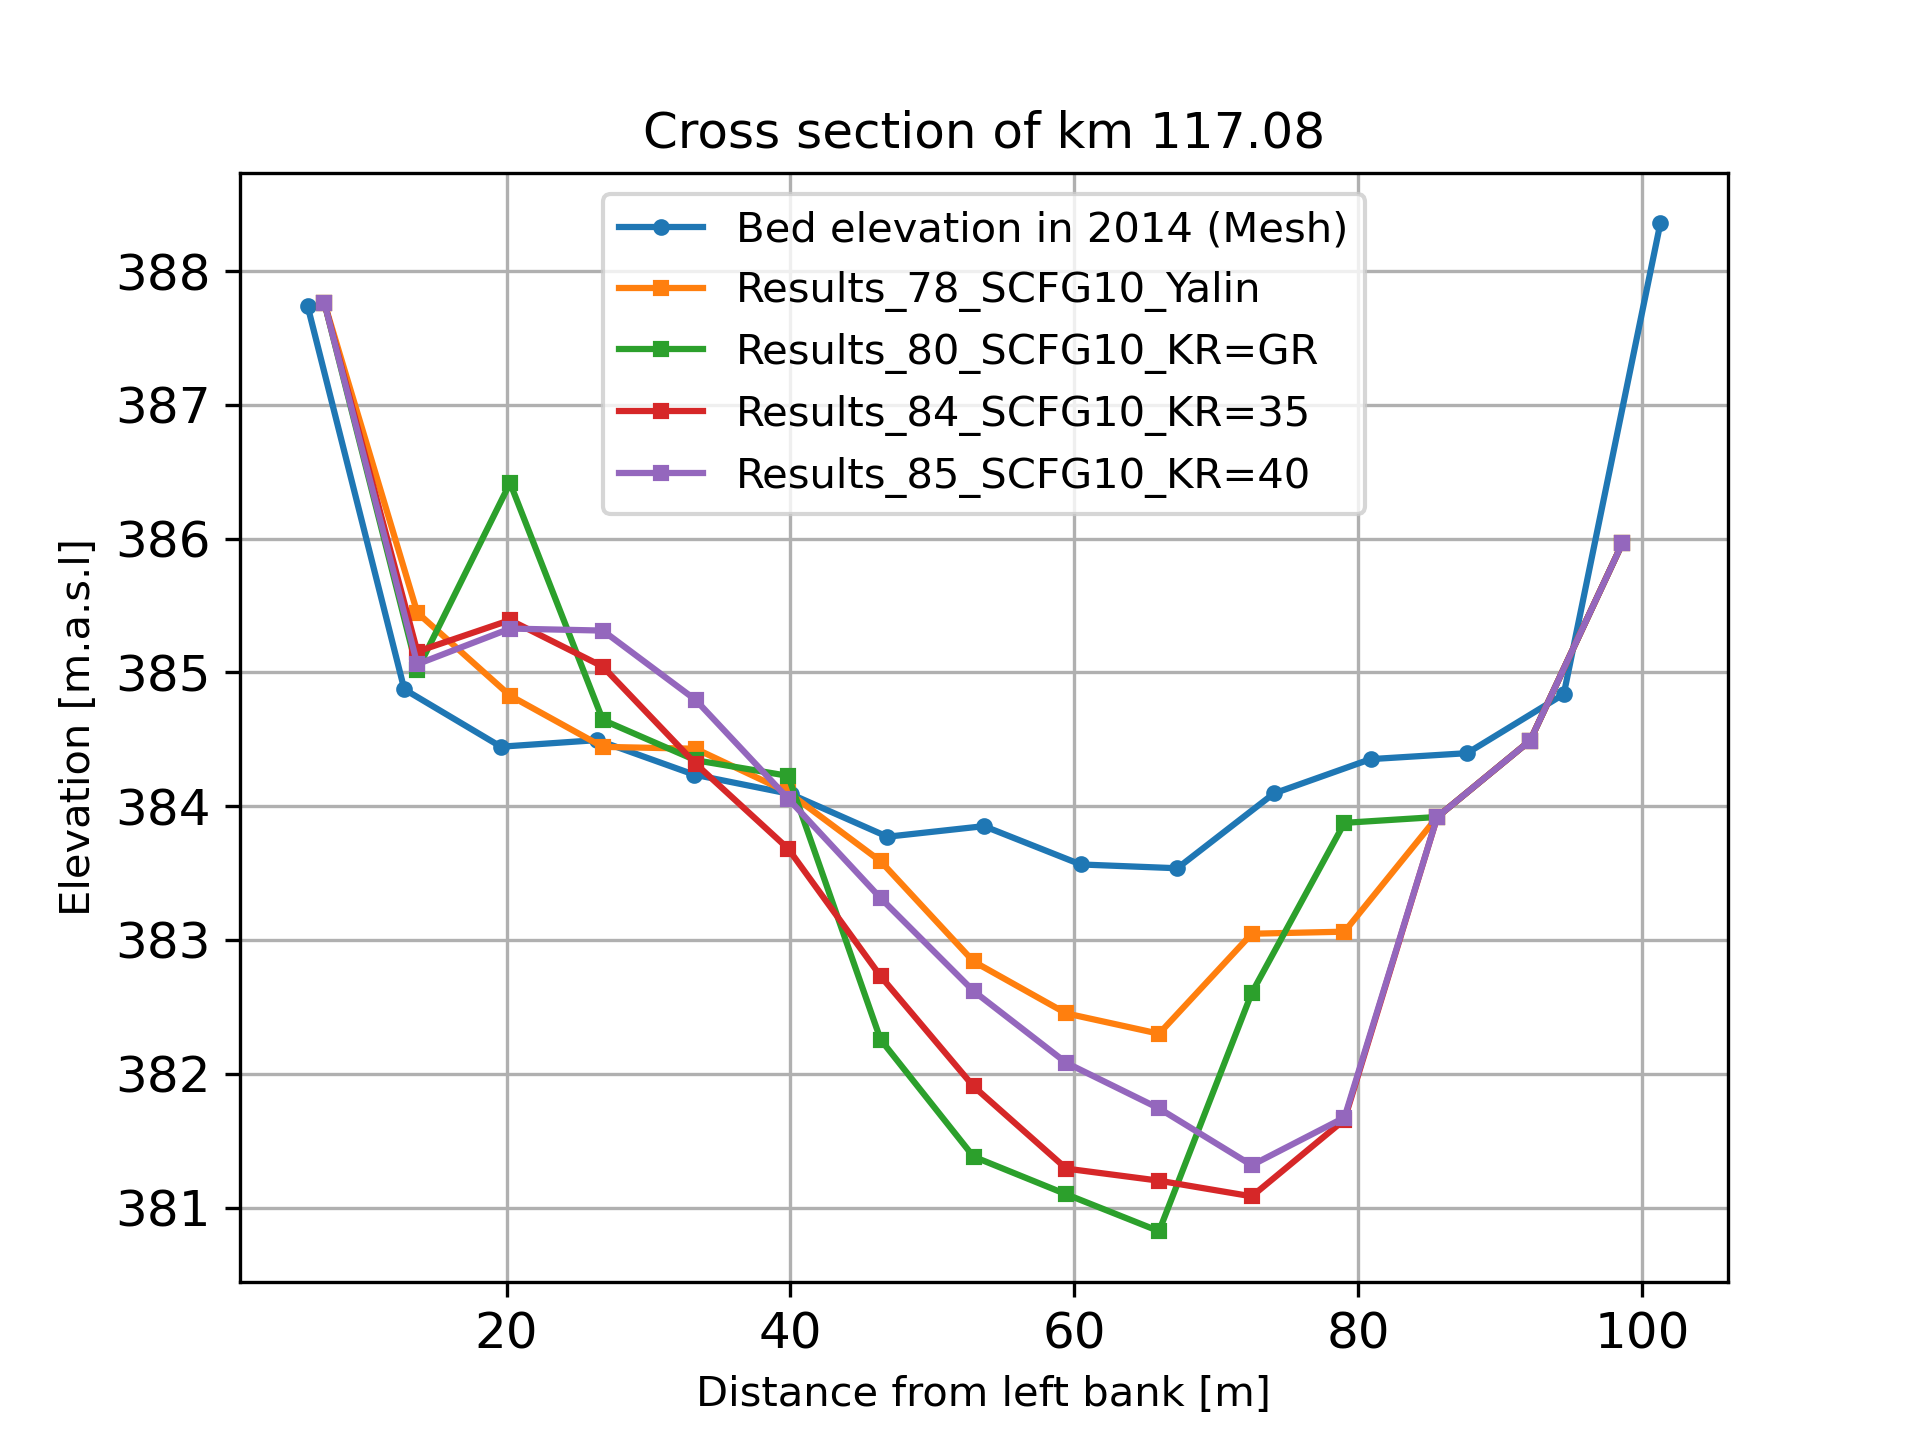 Cross section of km 117.08
Bed elevation in 2014 (Mesh)
Results_78_SCFG10_Yalin
Results_80_SCFG10_KR=GR
Results_84_SCFG10_KR=35
Results_85_SCFG10_KR=40
388
387
386
385
384
383
382
381
Elevation [m.a.s.l]
20 40 60 80 100
Distance from left bank [m]